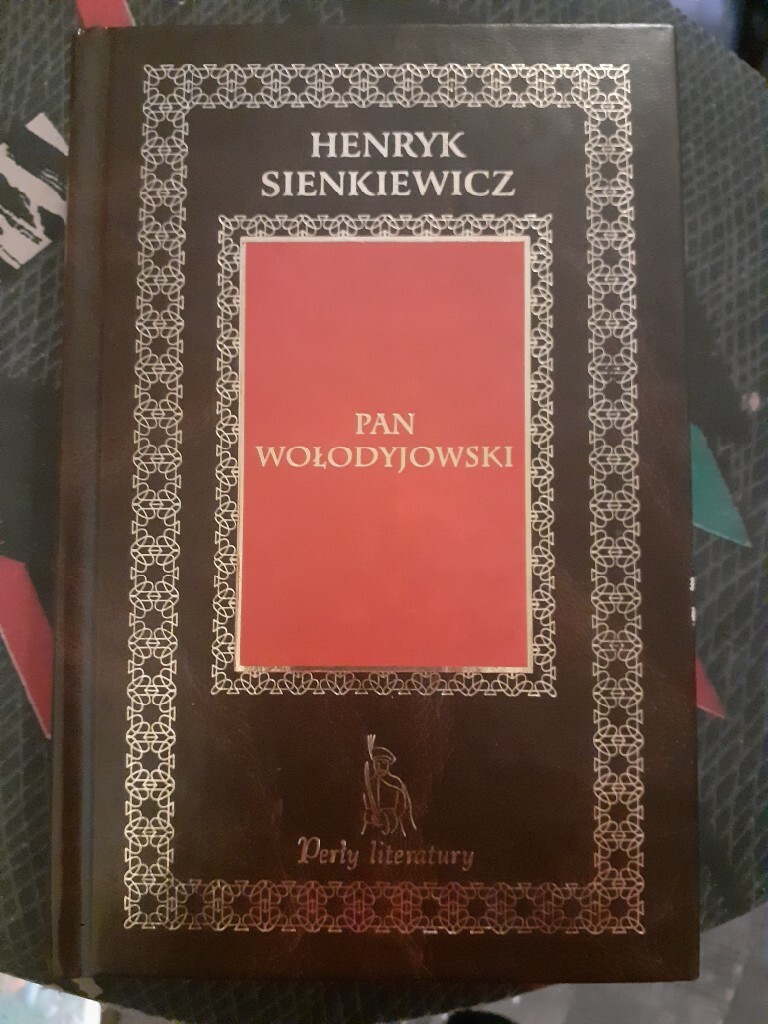 HENRYK
SIENKIEWICZ
PAN
WOŁODYJOWSKI
Perły literatury